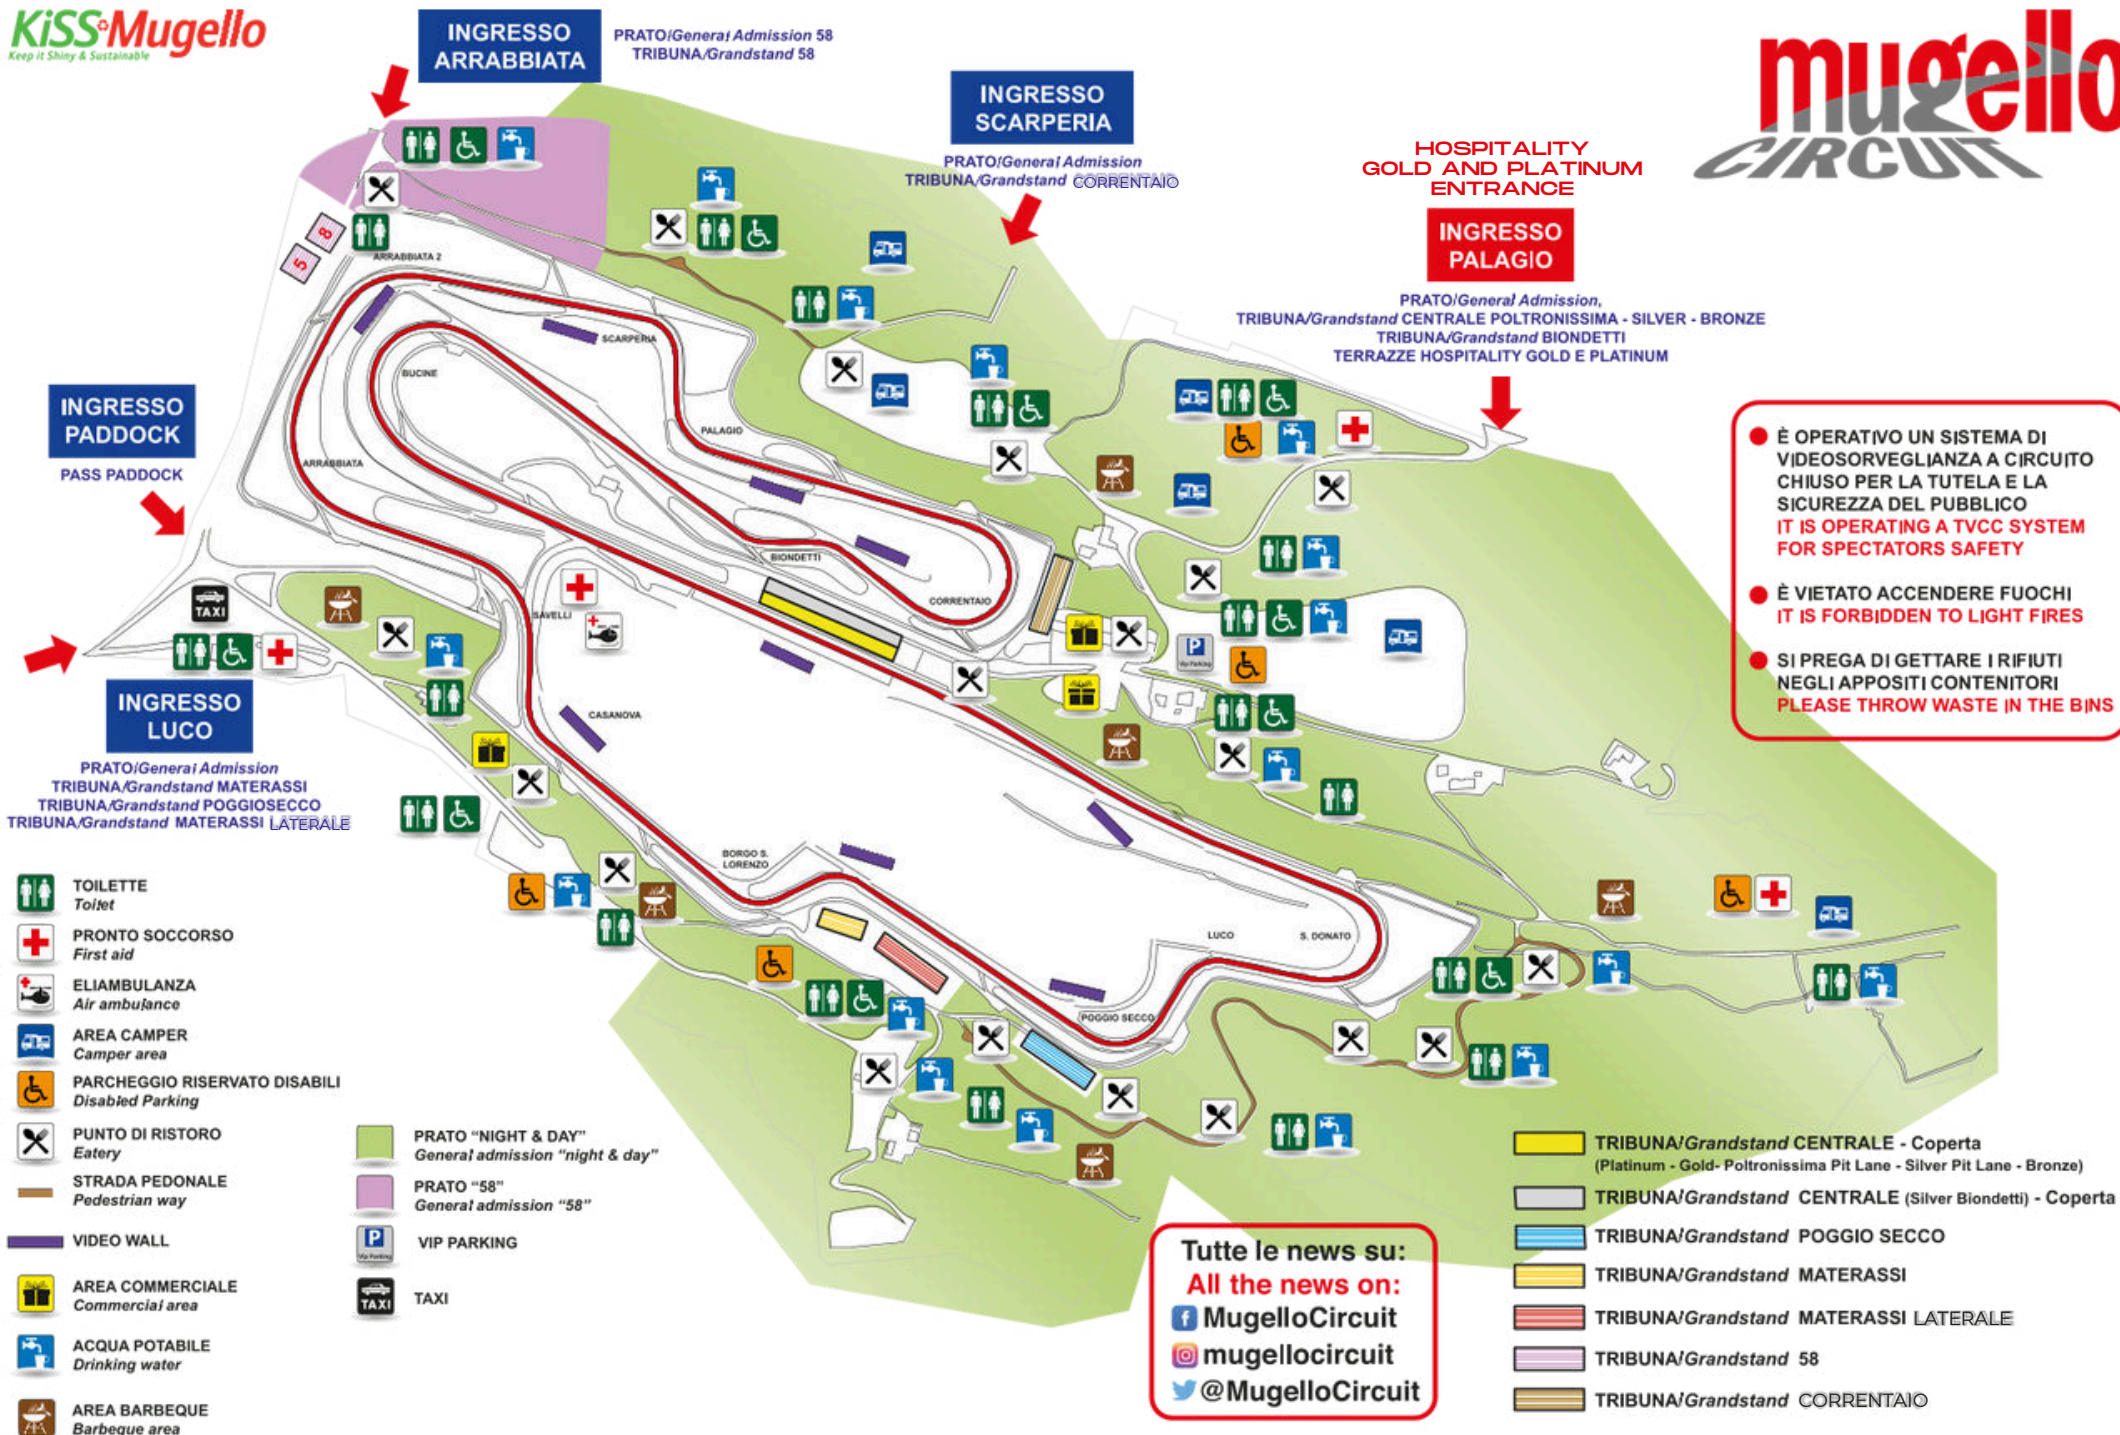 KiSS Mugello
Keep it Shiny & Sustainable
INGRESSO
ARRABBIATA
PRATO/General Admission 58
TRIBUNA/Grandstand 58
INGRESSO
SCARPERIA
PRATO/General Admission
TRIBUNA/Grandstand CORRENTAIO
HOSPITALITY
GOLD AND PLATINUM
ENTRANCE
INGRESSO
PALAGIO
PRATO/General Admission,
TRIBUNA/Grandstand CENTRALE POLTRONISSIMA - SILVER - BRONZE
TRIBUNA/Grandstand BIONDETTI
TERRAZZE HOSPITALITY GOLD E PLATINUM
mugello
CIRCUIT
INGRESSO
PADDOCK
PASS PADDOCK
INGRESSO
LUCO
PRATO/General Admission
TRIBUNA/Grandstand MATERASSI
TRIBUNA/Grandstand POGGIOSECCO
TRIBUNA/Grandstand MATERASSI LATERALE
È OPERATIVO UN SISTEMA DI
VIDEOSORVEGLIANZA A CIRCUITO
CHIUSO PER LA TUTELA E LA
SICUREZZA DEL PUBBLICO
IT IS OPERATING A TVCC SYSTEM
FOR SPECTATORS SAFETY
È VIETATO ACCENDERE FUOCHI
IT IS FORBIDDEN TO LIGHT FIRES
SI PREGA DI GETTARE I RIFIUTI
NEGLI APPOSITI CONTENITORI
PLEASE THROW WASTE IN THE BINS
8
5
ARRABBIATA 2
SCARPERIA
BUCINE
PALAGIO
ARRABBIATA
BIONDETTI
CORRENTAIO
SAVELLI
TAXI
P
Vip Parking
CASANOVA
BORGO S.
LORENZO
LUCO
S. DONATO
POGGIO SECCO
TOILETTE
Toilet
PRONTO SOCCORSO
First aid
ELIAMBULANZA
Air ambulance
AREA CAMPER
Camper area
PARCHEGGIO RISERVATO DISABILI
Disabled Parking
PUNTO DI RISTORO
Eatery
STRADA PEDONALE
Pedestrian way
VIDEO WALL
AREA COMMERCIALE
Commercial area
ACQUA POTABILE
Drinking water
AREA BARBEQUE
Barbeque area
PRATO “NIGHT & DAY”
General admission “night & day”
PRATO “58”
General admission “58”
P
Vip Parking
VIP PARKING
TAXI
TAXI
Tutte le news su:
All the news on:
MugelloCircuit
mugellocircuit
@MugelloCircuit
TRIBUNA/Grandstand CENTRALE - Coperta
(Platinum - Gold- Poltronissima Pit Lane - Silver Pit Lane - Bronze)
TRIBUNA/Grandstand CENTRALE (Silver Biondetti) - Coperta
TRIBUNA/Grandstand POGGIO SECCO
TRIBUNA/Grandstand MATERASSI
TRIBUNA/Grandstand MATERASSI LATERALE
TRIBUNA/Grandstand 58
TRIBUNA/Grandstand CORRENTAIO